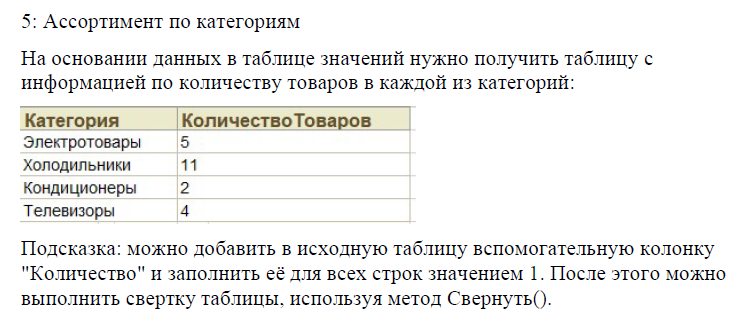 5: Ассортимент по категориям
На основании данных в таблице значений нужно получить таблицу с
информацией по количеству товаров в каждой из категорий:
Категория КоличествоТоваров
Электротовары 5
Холодильники 11
Кондиционеры 2
Телевизоры 4
Подсказка: можно добавить в исходную таблицу вспомогательную колонку
"Количество" и заполнить её для всех строк значением 1. После этого можно
выполнить свертку таблицы, используя метод Свернуть().